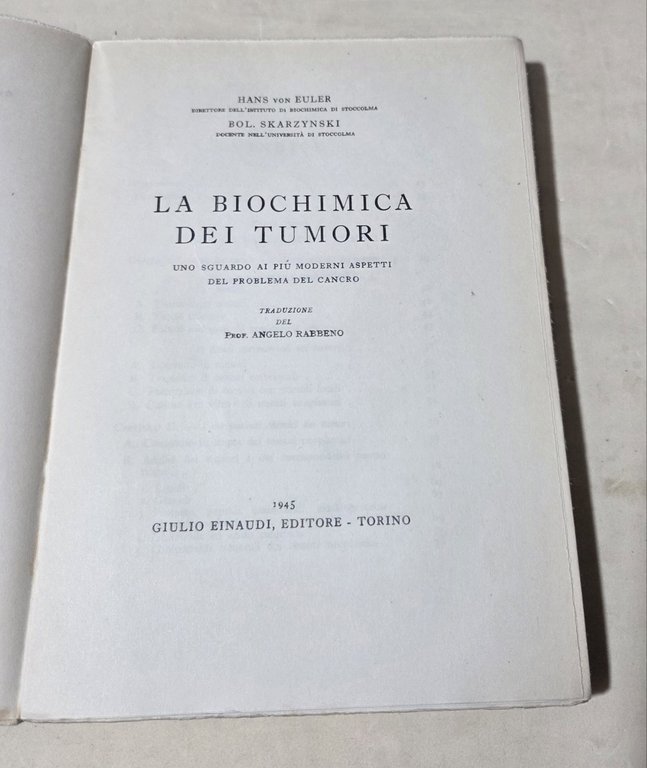 HANS VON EULER
DIRETTORE DELL'ISTITUTO DI BIOCHIMICA DI STOCCOLMA
BOL. SKARZYNSKI
DOCENTE NELL'UNIVERSITÀ DI STOCCOLMA
LA BIOCHIMICA
DEI TUMORI
UNO SGUARDO AI PIÚ MODERNI ASPETTI
DEL PROBLEMA DEL CANCRO
TRADUZIONE
DEL
PROF. ANGELO RABBENO
1945
GIULIO EINAUDI, EDITORE - TORINO